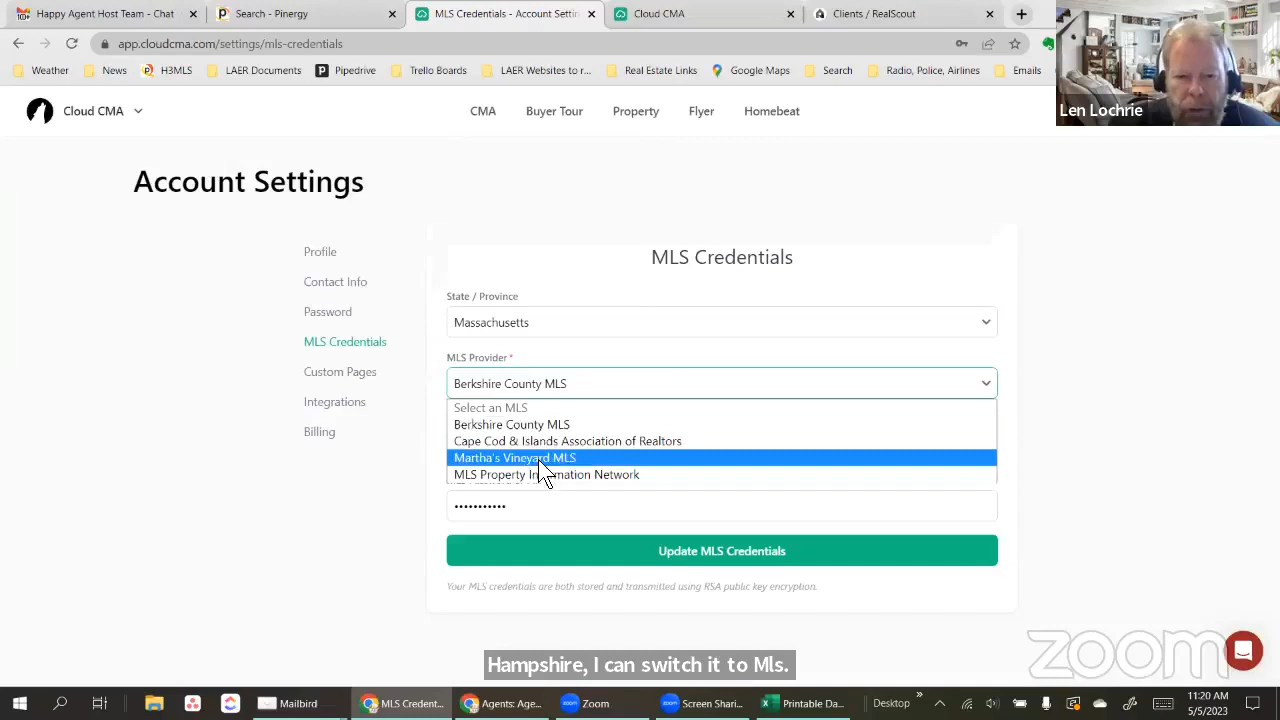 Happy Hour Chat - Host Tip
Search - Pingy
MLS Credentials - Account Setting
Cloud CMA
Clients / RealScout
app.cloudcma.com/settings/mls-credentials
Weather
News Team
H3MLS
LAER Documents
Pipedrive
Trello Boards
LAER Websites to r...
Real Estate Links
Google Maps
Radio, Police, Airlines
Emails
Len Lochrie
Cloud CMA
CMA
Buyer Tour
Property
Flyer
Homebeat
Account Settings
Profile
Contact Info
Password
MLS Credentials
Custom Pages
Integrations
Billing
MLS Credentials
State / Province
Massachusetts
MLS Provider *
Berkshire County MLS
Select an MLS
Berkshire County MLS
Cape Cod & Islands Association of Realtors
Martha's Vineyard MLS
MLS Property Information Network
•••••••••••
Update MLS Credentials
Your MLS credentials are both stored and transmitted using RSA public key encryption.
zoom
Hampshire, I can switch it to Mls.
Mailbird
MLS Credent...
Agents: Age...
Zoom
Screen Shar...
Printable Da...
Desktop
»
11:20 AM
5/5/2023